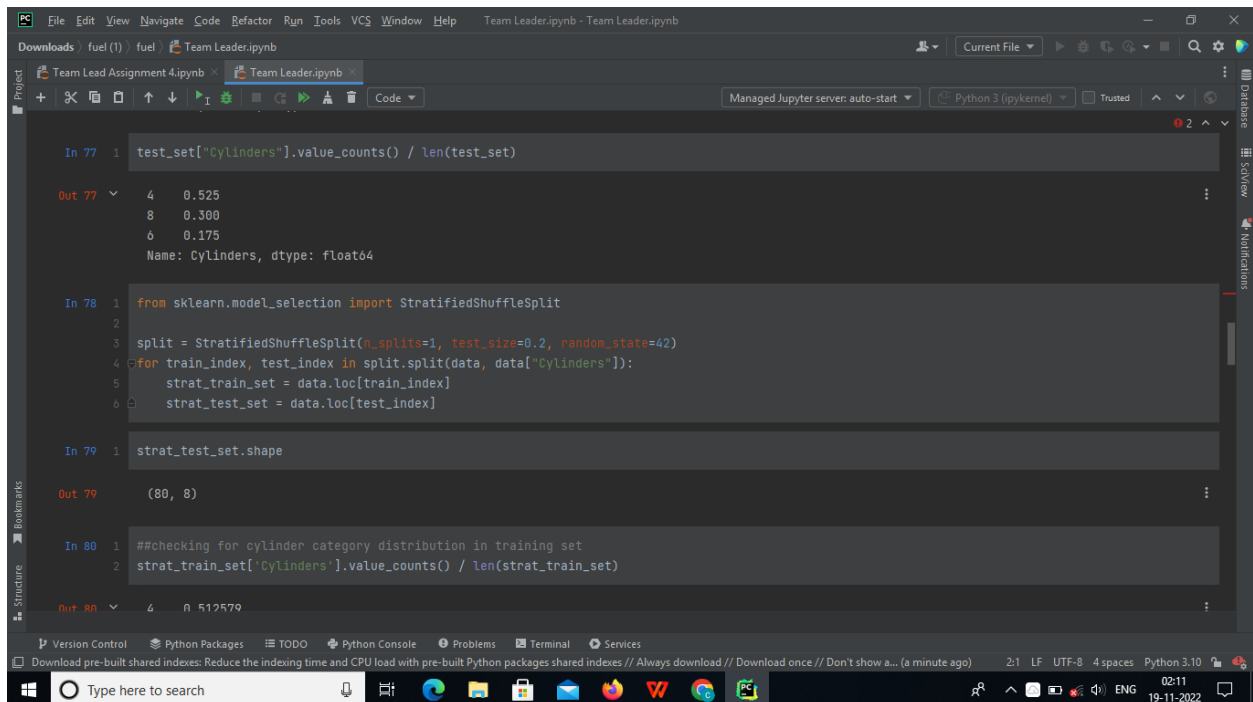 PC File Edit View Navigate Code Refactor Run Tools VCS Window Help Team Leader.ipynb - Team Leader.ipynb
Downloads fuel (1) fuel Team Leader.ipynb Current File
Team Lead Assignment 4.ipynb Team Leader.ipynb
Code Managed Jupyter server: auto-start Python 3 (ipykernel) Trusted
2
In 77 1 test_set["Cylinders"].value_counts() / len(test_set)
Out 77 4 0.525
8 0.300
6 0.175
Name: Cylinders, dtype: float64
In 78 1 from sklearn.model_selection import StratifiedShuffleSplit
2
3 split = StratifiedShuffleSplit(n_splits=1, test_size=0.2, random_state=42)
4 for train_index, test_index in split.split(data, data["Cylinders"]):
5 strat_train_set = data.loc[train_index]
6 strat_test_set = data.loc[test_index]
In 79 1 strat_test_set.shape
Out 79 (80, 8)
In 80 1 ##checking for cylinder category distribution in training set
2 strat_train_set['Cylinders'].value_counts() / len(strat_train_set)
Out 80 4 0.512579
Project
Bookmarks
Structure
Database
SciView
Notifications
Version Control Python Packages TODO Python Console Problems Terminal Services
Download pre-built shared indexes: Reduce the indexing time and CPU load with pre-built Python packages shared indexes // Always download // Download once // Don't show a... (a minute ago) 2:1 LF UTF-8 4 spaces Python 3.10
Type here to search ENG 02:11
19-11-2022